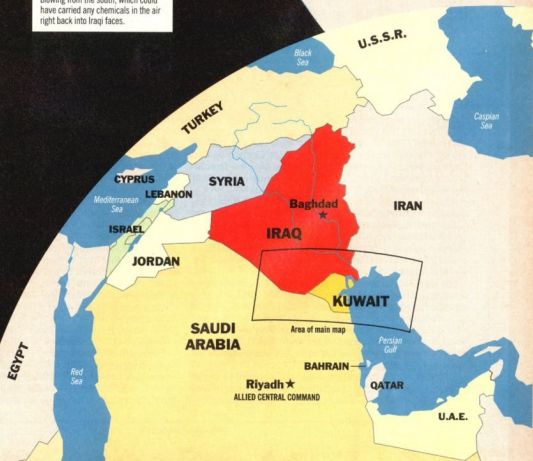 blowing from the south, which could
have carried any chemicals in the air
right back into Iraqi faces.
U.S.S.R.
Black
Sea
Caspian
Sea
TURKEY
CYPRUS
SYRIA
LEBANON
Mediterranean
Sea
Baghdad
IRAN
ISRAEL
IRAQ
JORDAN
KUWAIT
SAUDI
ARABIA
Area of main map
Persian
Gulf
EGYPT
Red
Sea
BAHRAIN
Riyadh
QATAR
ALLIED CENTRAL COMMAND
U.A.E.